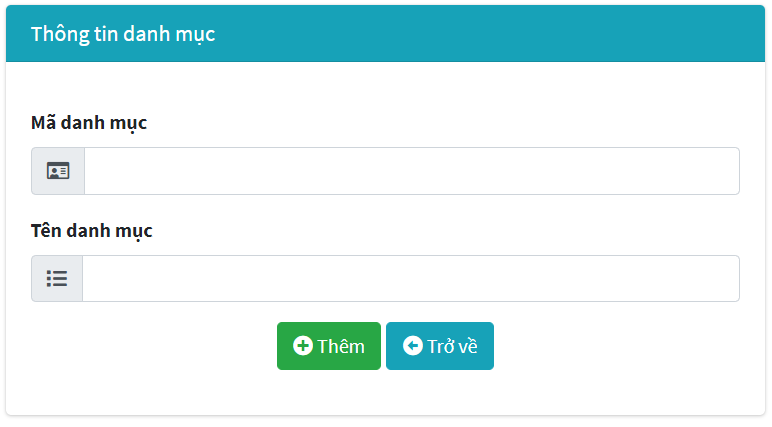 Thông tin danh mục
Mã danh mục
Tên danh mục
Thêm Trở về